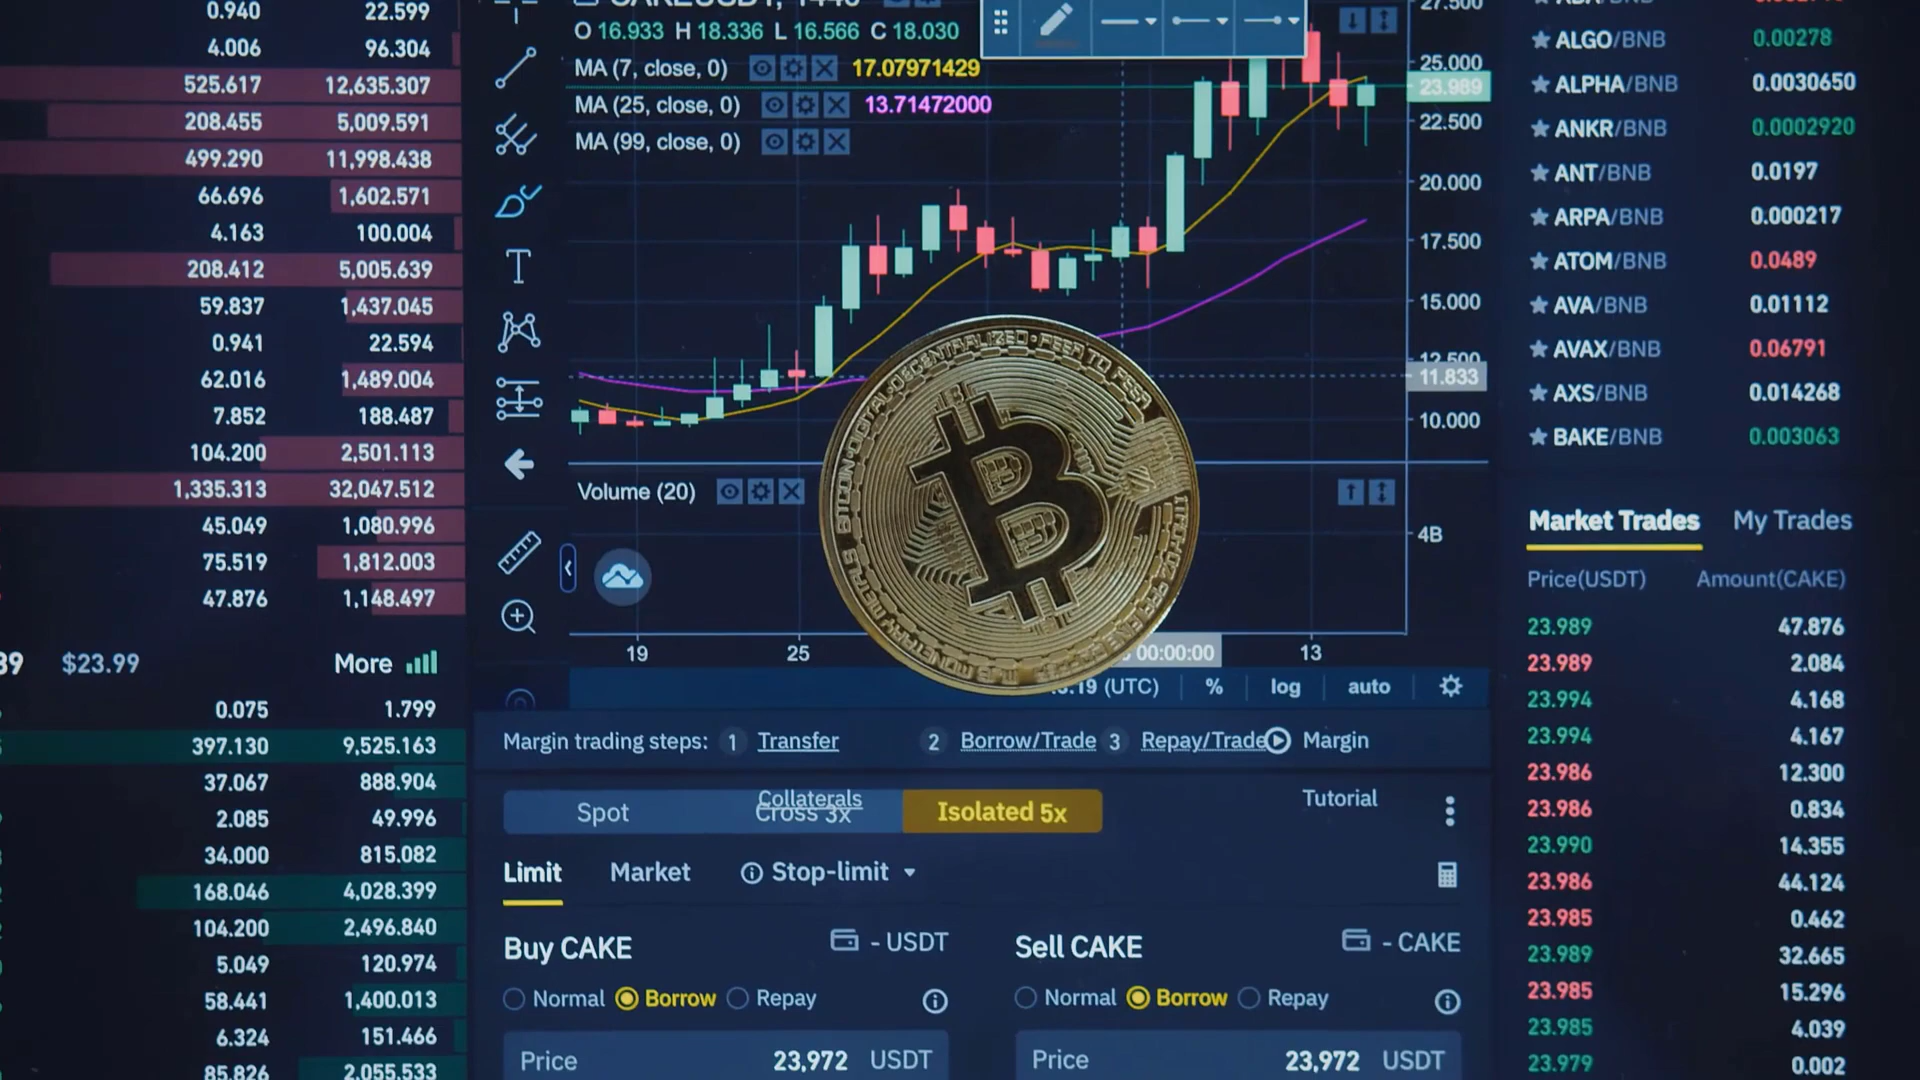 0.940 22.599
4.006 96.304
525.617 12,635.307
208.455 5,009.591
499.290 11,998.438
66.696 1,602.571
4.163 100.004
208.412 5,005.639
59.837 1,437.045
0.941 22.594
62.016 1,489.004
7.852 188.487
104.200 2,501.113
1,335.313 32,047.512
45.049 1,080.996
75.519 1,812.003
47.876 1,148.497
$23.99 More
0.075 1.799
397.130 9,525.163
37.067 888.904
2.085 49.996
34.000 815.082
168.046 4,028.399
104.200 2,496.840
5.049 120.974
58.441 1,400.013
6.324 151.466
85.826 2,055.533
O 16.933 H 18.336 L 16.566 C 18.030
MA (7, close, 0) 17.07971429
MA (25, close, 0) 13.71472000
MA (99, close, 0)
27.500
25.000
23.989
22.500
20.000
17.500
15.000
12.500
11.833
10.000
Volume (20)
4B
19 25 00:00:00 13
(UTC) % log auto
BITCOIN DIGITAL DECENTRALIZED PEER TO PEER
Margin trading steps: 1 Transfer 2 Borrow/Trade 3 Repay/Trade Margin
Collaterals Tutorial
Spot Cross 3x Isolated 5x
Limit Market Stop-limit
Buy CAKE - USDT
Normal Borrow Repay
Price 23,972 USDT
Sell CAKE - CAKE
Normal Borrow Repay
Price 23,972 USDT
ALGO/BNB 0.00278
ALPHA/BNB 0.0030650
ANKR/BNB 0.0002920
ANT/BNB 0.0197
ARPA/BNB 0.000217
ATOM/BNB 0.0489
AVA/BNB 0.01112
AVAX/BNB 0.06791
AXS/BNB 0.014268
BAKE/BNB 0.003063
Market Trades My Trades
Price(USDT) Amount(CAKE)
23.989 47.876
23.989 2.084
23.994 4.168
23.994 4.167
23.986 12.300
23.986 0.834
23.990 14.355
23.986 44.124
23.985 0.462
23.989 32.665
23.985 15.296
23.985 4.039
23.979 0.002